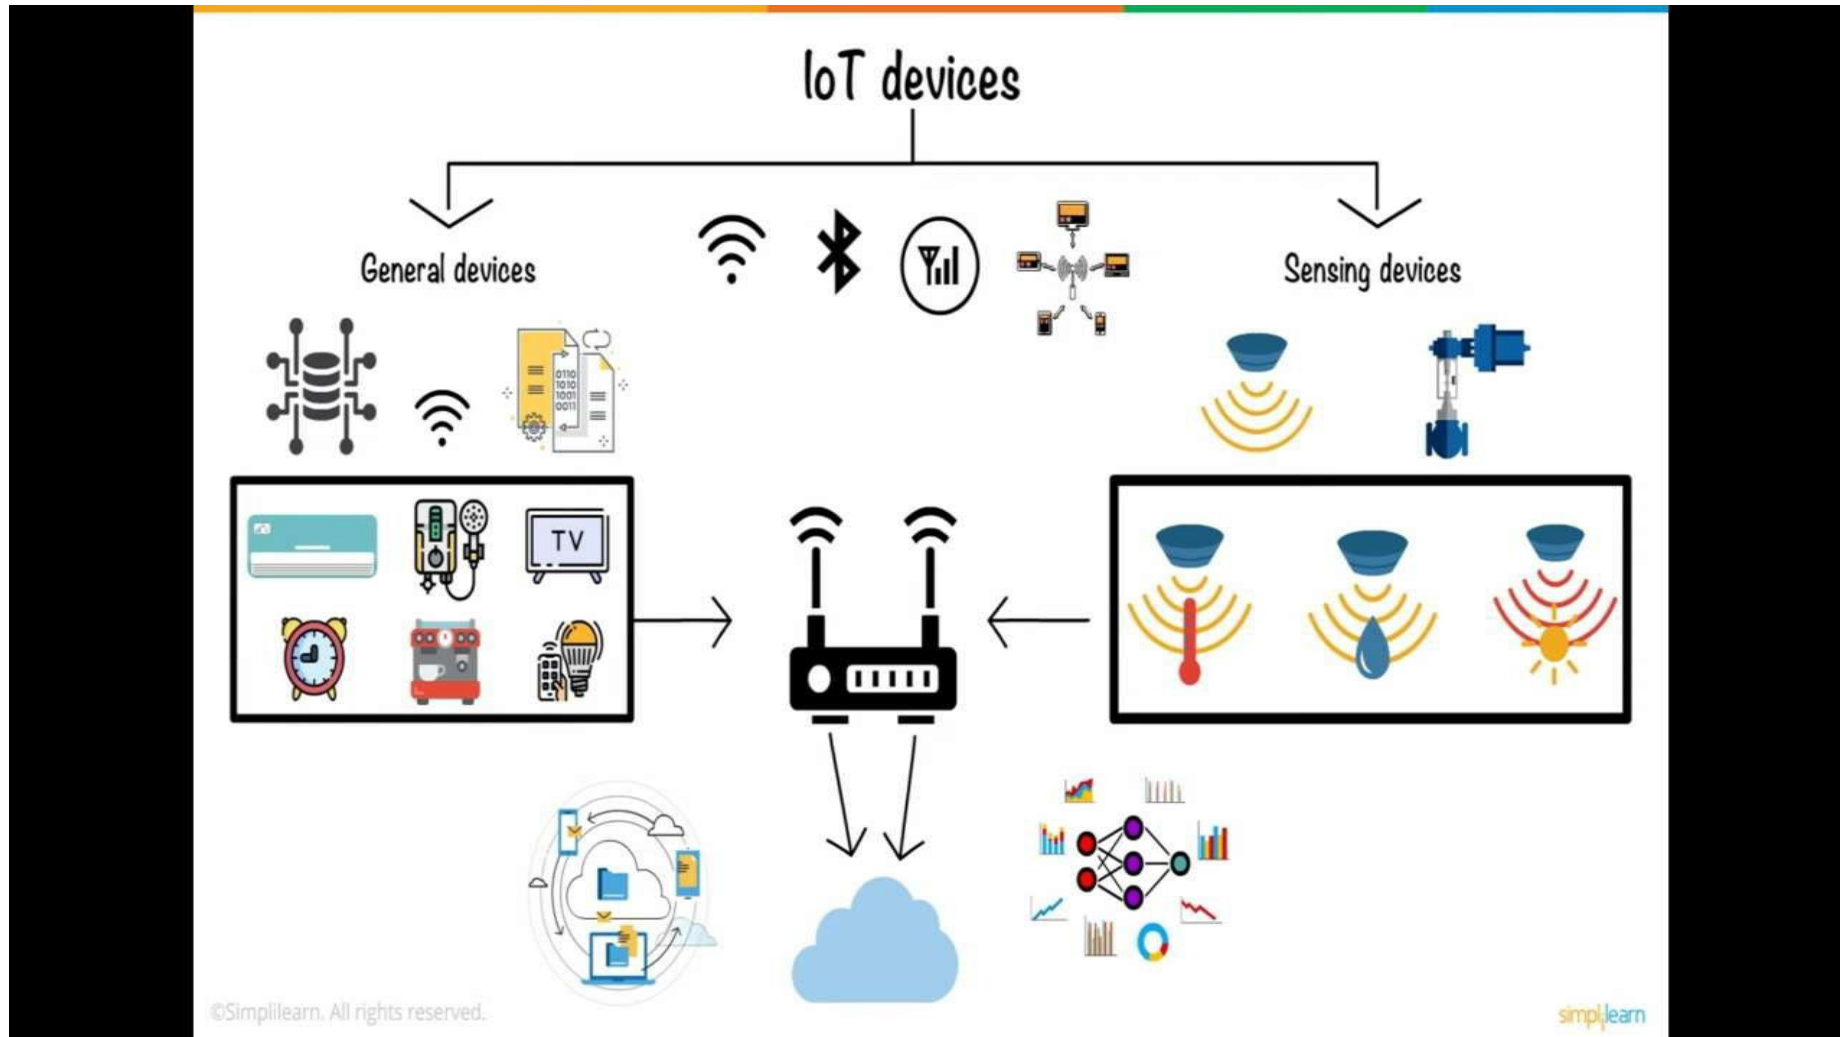 IoT devices
General devices
Sensing devices
0110
1010
1001
0011
TV
©Simplilearn. All rights reserved.
simplilearn